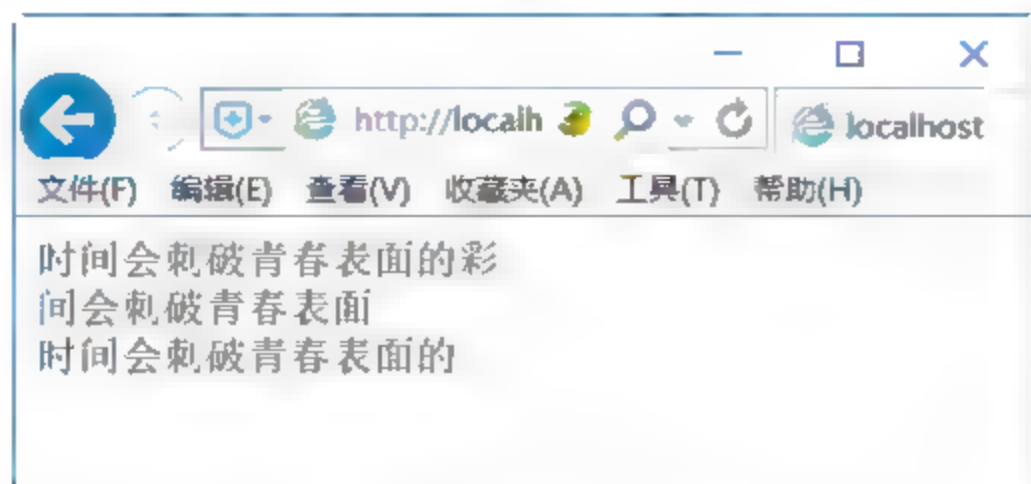 http://localh localhost
文件(F) 编辑(E) 查看(V) 收藏夹(A) 工具(T) 帮助(H)
时间会刺破青春表面的彩
间会刺破青春表面
时间会刺破青春表面的